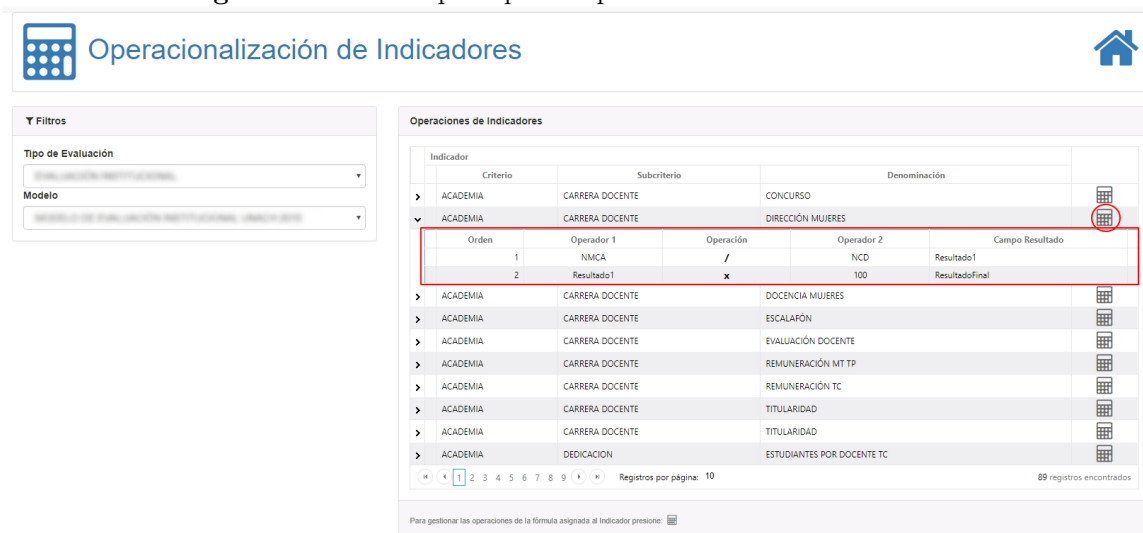 Operacionalización de Indicadores
Filtros
Tipo de Evaluación
Modelo
Operaciones de Indicadores
Indicador
Criterio Subcriterio Denominación
ACADEMIA CARRERA DOCENTE CONCURSO
ACADEMIA CARRERA DOCENTE DIRECCIÓN MUJERES
Orden Operador 1 Operación Operador 2 Campo Resultado
1 NMCA / NCD Resultado1
2 Resultado1 x 100 ResultadoFinal
ACADEMIA CARRERA DOCENTE DOCENCIA MUJERES
ACADEMIA CARRERA DOCENTE ESCALAFÓN
ACADEMIA CARRERA DOCENTE EVALUACIÓN DOCENTE
ACADEMIA CARRERA DOCENTE REMUNERACIÓN MT TP
ACADEMIA CARRERA DOCENTE REMUNERACIÓN TC
ACADEMIA CARRERA DOCENTE TITULARIDAD
ACADEMIA CARRERA DOCENTE TITULARIDAD
ACADEMIA DEDICACION ESTUDIANTES POR DOCENTE TC
1 2 3 4 5 6 7 8 9 Registros por página: 10 89 registros encontrados
Para gestionar las operaciones de la fórmula asignada al Indicador presione: